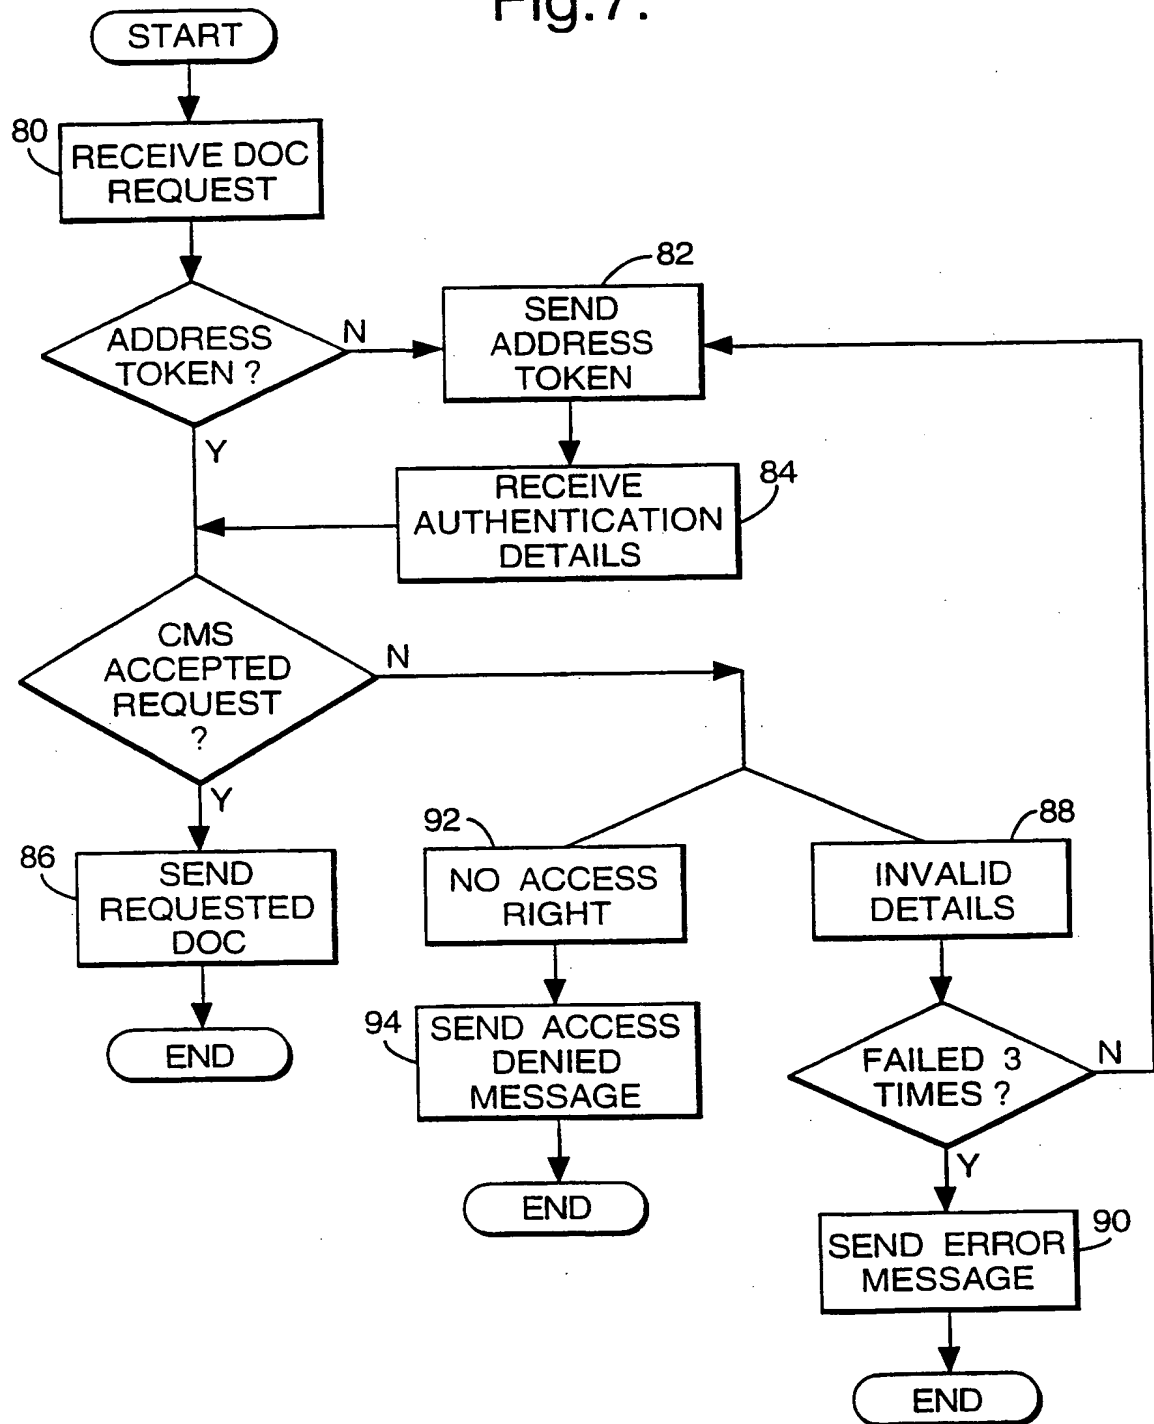 Fig.7.
START
80
RECEIVE DOC
REQUEST
82
SEND
ADDRESS
TOKEN
ADDRESS
TOKEN ?
N
Y
84
RECEIVE
AUTHENTICATION
DETAILS
CMS
ACCEPTED
REQUEST
?
N
Y
86
SEND
REQUESTED
DOC
END
92
NO ACCESS
RIGHT
94
SEND ACCESS
DENIED
MESSAGE
END
88
INVALID
DETAILS
FAILED 3
TIMES ?
N
Y
90
SEND ERROR
MESSAGE
END